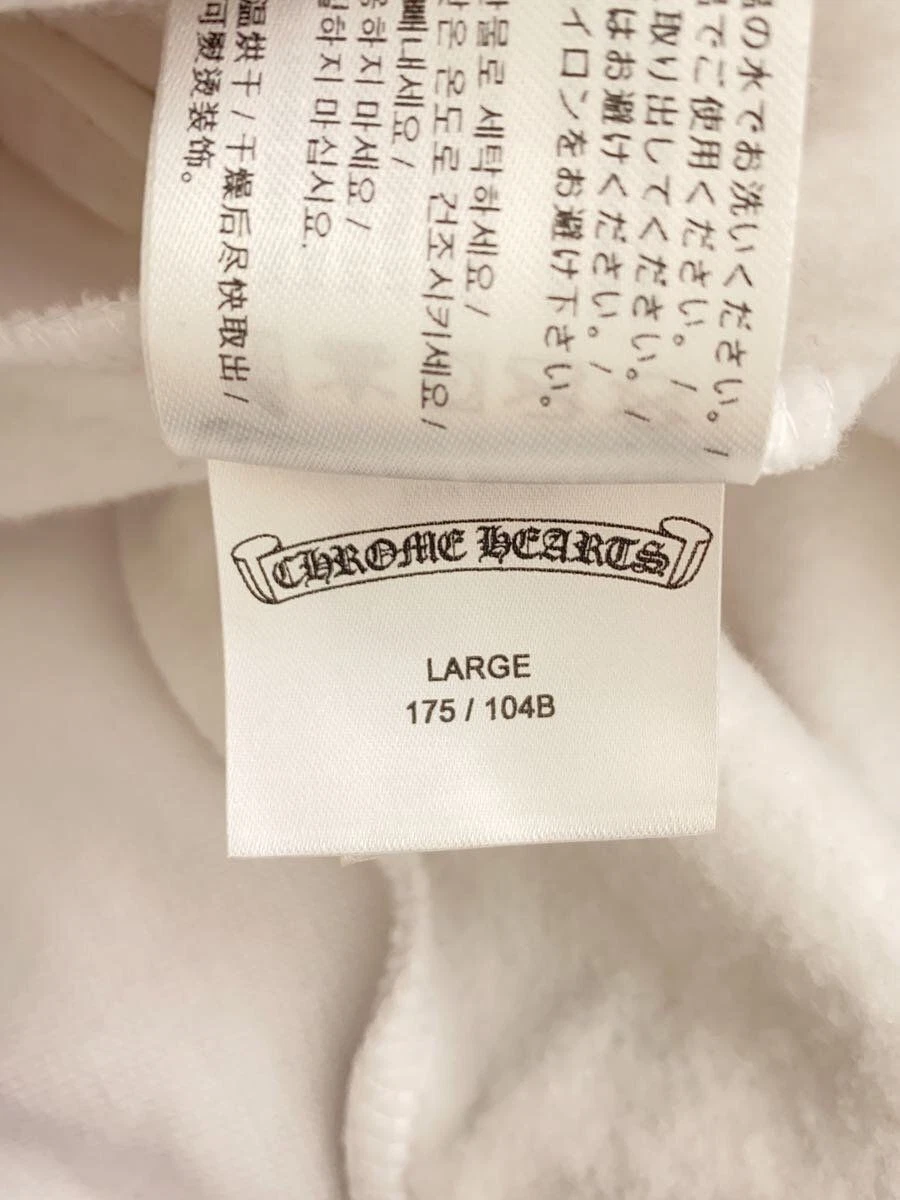 の水でお洗いください。/
でご使用ください。/
取り出してください。/
はお避けください。/
イロンをお避け下さい。
물로 세탁하세요/
낮은 온도로 건조시키세요/
빼내세요/
하지 마세요/
하지 마십시요.
温烘干/干燥后尽快取出/
可熨烫装饰。
CHROME HEARTS
LARGE
175 / 104B